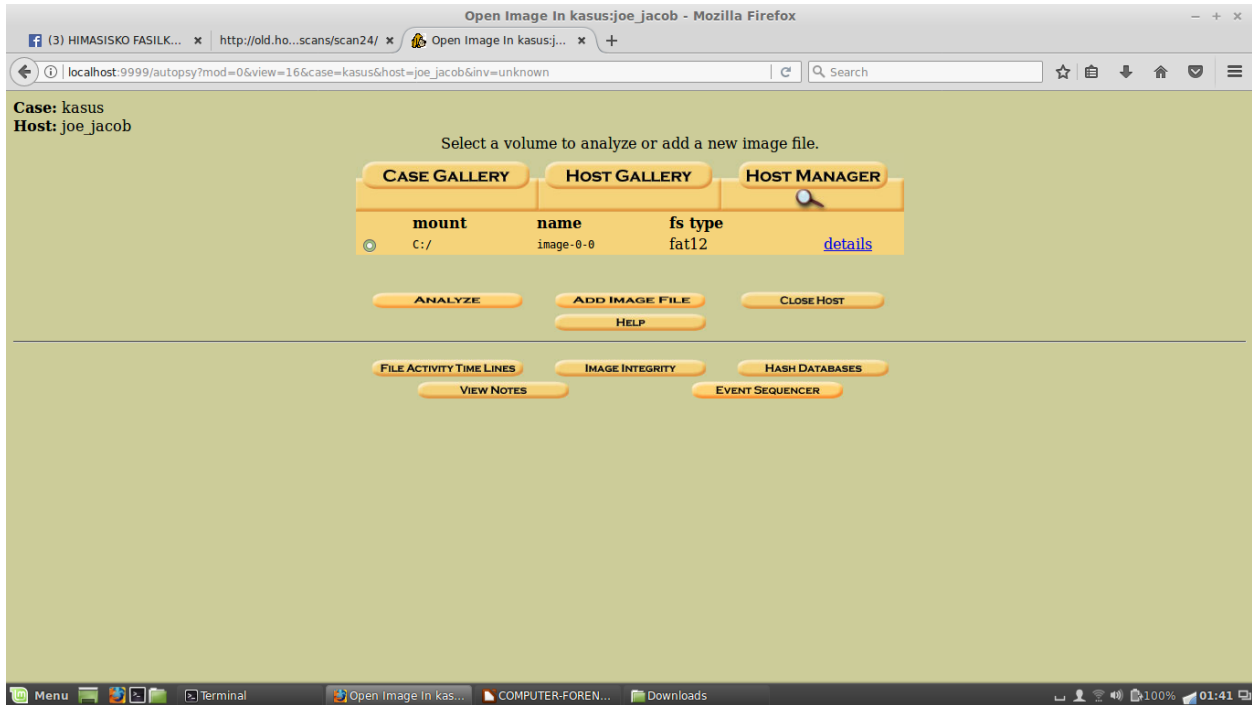 Open Image In kasus:joe_jacob - Mozilla Firefox
(3) HIMASISKO FASILK... http://old.ho...scans/scan24/ Open Image In kasus:j...
localhost:9999/autopsy?mod=0&view=16&case=kasus&host=joe_jacob&inv=unknown Search
Case: kasus
Host: joe_jacob
Select a volume to analyze or add a new image file.
CASE GALLERY HOST GALLERY HOST MANAGER
mount name fs type
C:/ image-0-0 fat12 details
ANALYZE ADD IMAGE FILE CLOSE HOST
HELP
FILE ACTIVITY TIME LINES IMAGE INTEGRITY HASH DATABASES
VIEW NOTES EVENT SEQUENCER
Menu Terminal Open Image In kas... COMPUTER-FOREN... Downloads 100% 01:41